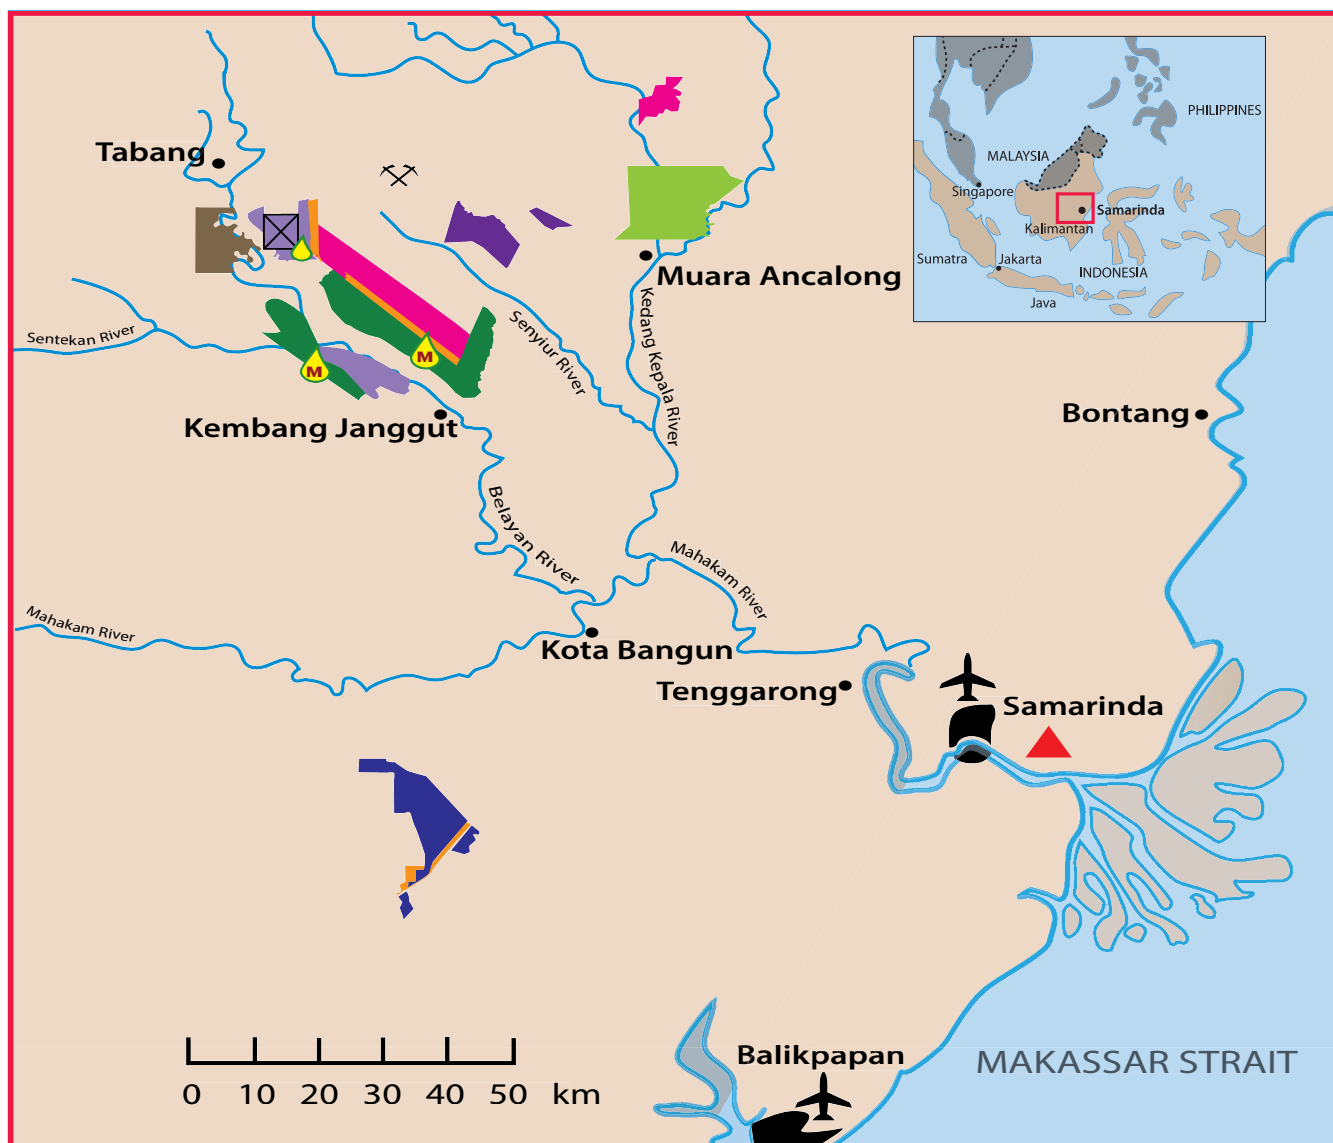 PHILIPPINES
MALAYSIA
Singapore
Samarinda
Kalimantan
Sumatra
Jakarta
INDONESIA
Java
Tabang
Muara Ancalong
Sentekan River
Senyiur River
Kedang Kepala River
M
M
Kembang Janggut
Bontang
Belayan River
Mahakam River
Mahakam River
Kota Bangun
Tenggarong
Samarinda
Balikpapan
MAKASSAR STRAIT
0 10 20 30 40 50 km